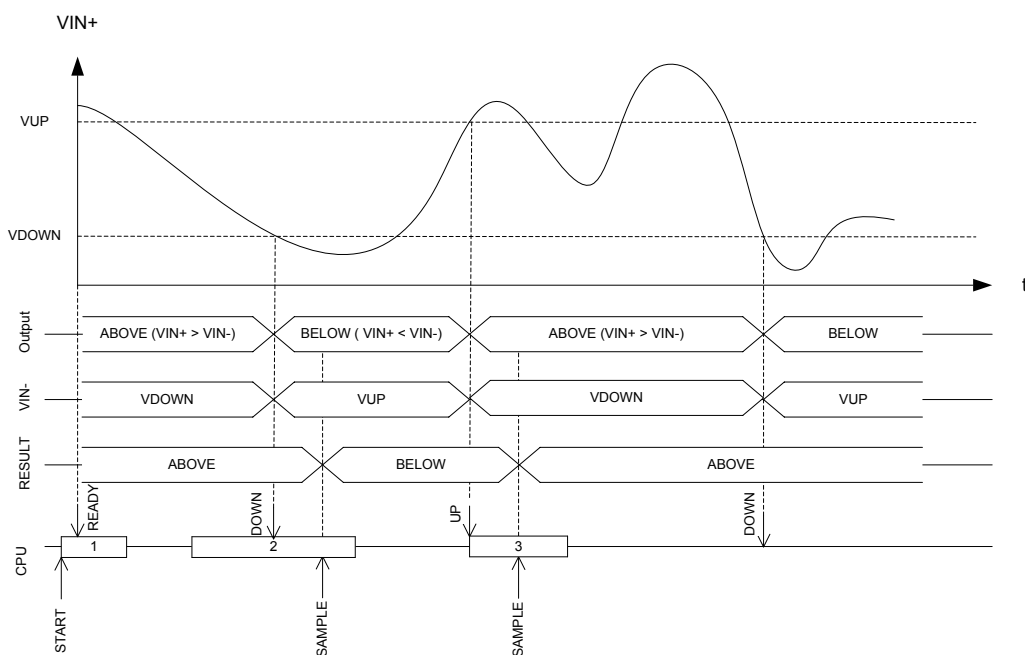 VIN+
VUP
VDOWN
t
Output
ABOVE (VIN+ > VIN-)
BELOW ( VIN+ < VIN-)
ABOVE (VIN+ > VIN-)
BELOW
VIN-
VDOWN
VUP
VDOWN
VUP
RESULT
ABOVE
BELOW
ABOVE
READY
DOWN
UP
DOWN
CPU
1
2
3
START
SAMPLE
SAMPLE